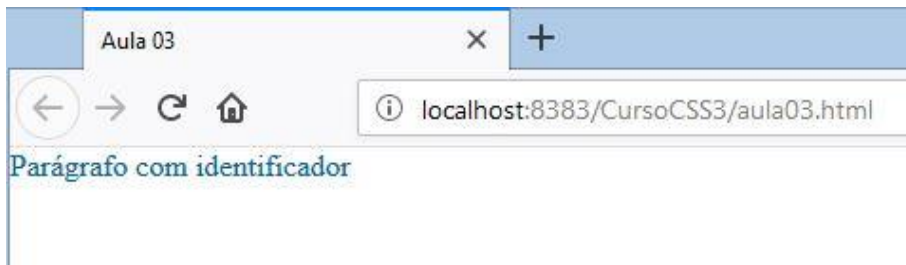 Aula 03
localhost:8383/CursoCSS3/aula03.html
Parágrafo com identificador